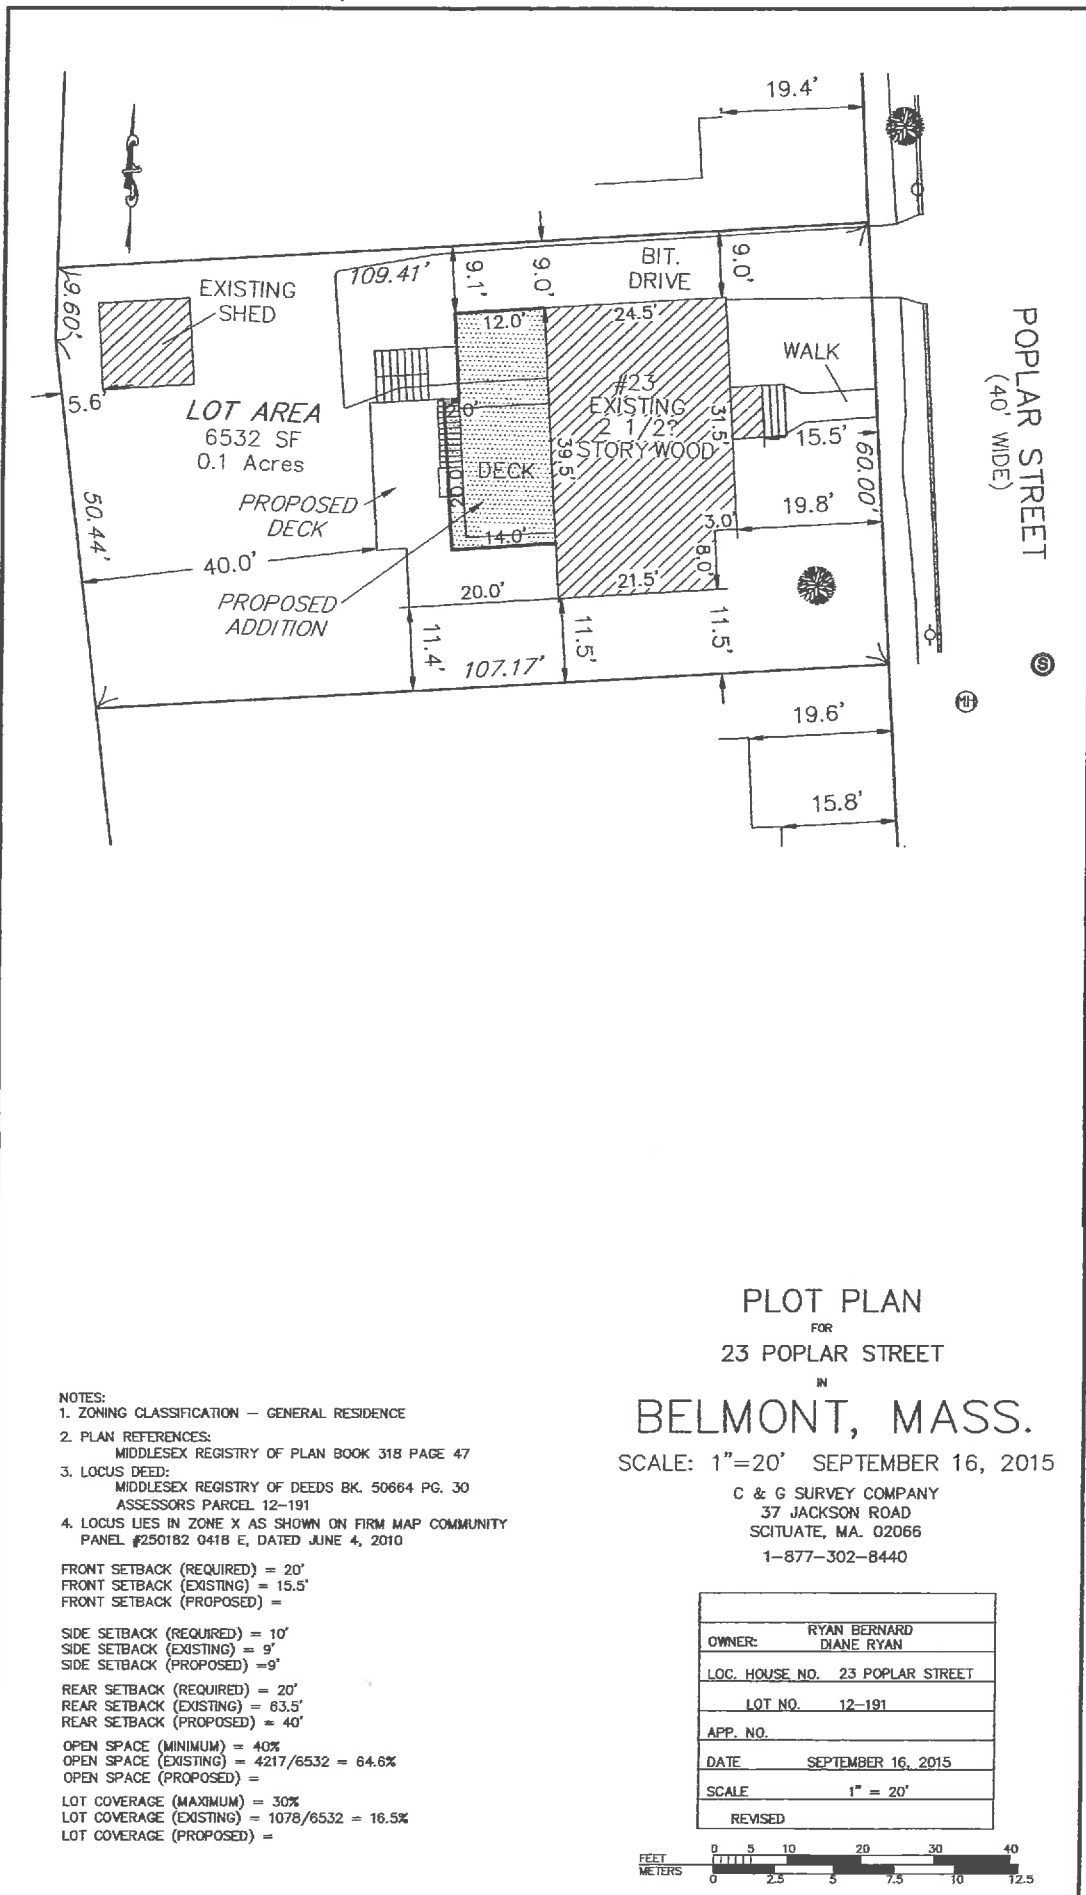 19.4'
109.41'
9.1'
9.0'
BIT.
DRIVE
9.0'
19.60'
EXISTING
SHED
12.0'
24.5'
POPLAR STREET
(40' WIDE)
WALK
5.6'
LOT AREA
6532 SF
0.1 Acres
#23
EXISTING
2 1/2?
STORY WOOD
2.0'
31.5'
15.5'
39.5'
60.00'
DECK
20.0'
PROPOSED
DECK
50.44'
14.0'
3.0'
19.8'
8.0'
40.0'
PROPOSED
ADDITION
20.0'
21.5'
11.4'
107.17'
11.5'
11.5'
S
MH
19.6'
15.8'
PLOT PLAN
FOR
23 POPLAR STREET
IN
BELMONT, MASS.
SCALE: 1"=20' SEPTEMBER 16, 2015
C & G SURVEY COMPANY
37 JACKSON ROAD
SCITUATE, MA. 02066
1-877-302-8440
NOTES:
1. ZONING CLASSIFICATION – GENERAL RESIDENCE
2. PLAN REFERENCES:
MIDDLESEX REGISTRY OF PLAN BOOK 318 PAGE 47
3. LOCUS DEED:
MIDDLESEX REGISTRY OF DEEDS BK. 50664 PG. 30
ASSESSORS PARCEL 12-191
4. LOCUS LIES IN ZONE X AS SHOWN ON FIRM MAP COMMUNITY
PANEL #250182 0418 E, DATED JUNE 4, 2010
FRONT SETBACK (REQUIRED) = 20'
FRONT SETBACK (EXISTING) = 15.5'
FRONT SETBACK (PROPOSED) =
SIDE SETBACK (REQUIRED) = 10'
SIDE SETBACK (EXISTING) = 9'
SIDE SETBACK (PROPOSED) =9'
REAR SETBACK (REQUIRED) = 20'
REAR SETBACK (EXISTING) = 63.5'
REAR SETBACK (PROPOSED) = 40'
OPEN SPACE (MINIMUM) = 40%
OPEN SPACE (EXISTING) = 4217/6532 = 64.6%
OPEN SPACE (PROPOSED) =
LOT COVERAGE (MAXIMUM) = 30%
LOT COVERAGE (EXISTING) = 1078/6532 = 16.5%
LOT COVERAGE (PROPOSED) =
OWNER: RYAN BERNARD
DIANE RYAN
LOC. HOUSE NO. 23 POPLAR STREET
LOT NO. 12-191
APP. NO.
DATE SEPTEMBER 16, 2015
SCALE 1" = 20'
REVISED
FEET 0 5 10 20 30 40
METERS 0 2.5 5 7.5 10 12.5